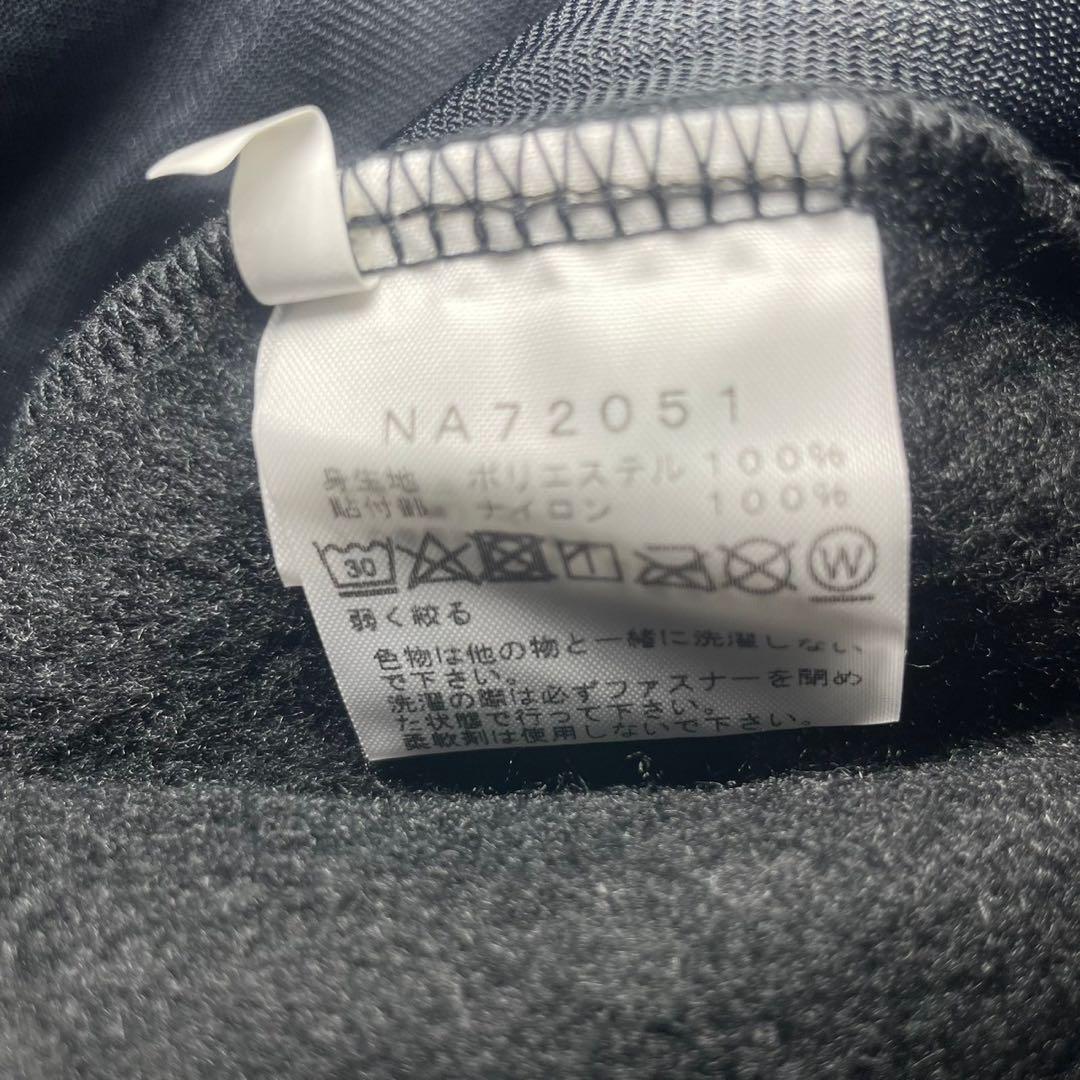 NA72051
身生地 ポリエステル 100%
貼付部 ナイロン 100%
30 W
弱く絞る
色物は他の物と一緒に洗濯しない
で下さい。
洗濯の際は必ずファスナーを閉め
た状態で行って下さい。
柔軟剤は使用しないで下さい。